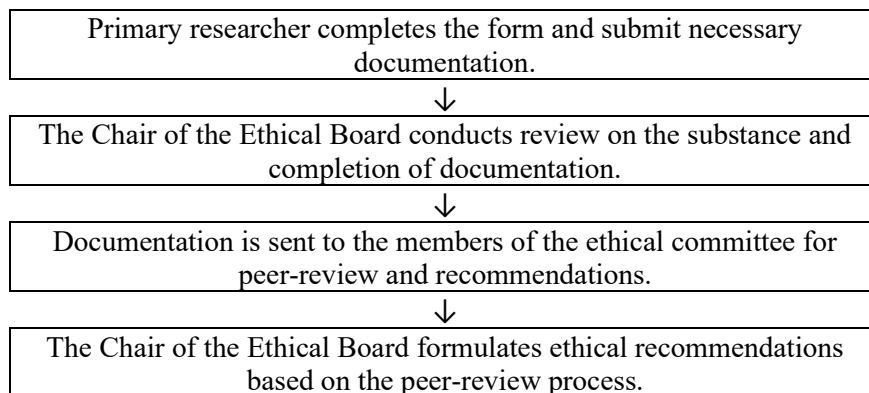 Primary researcher completes the form and submit necessary
documentation.
↓
The Chair of the Ethical Board conducts review on the substance and
completion of documentation.
↓
Documentation is sent to the members of the ethical committee for
peer-review and recommendations.
↓
The Chair of the Ethical Board formulates ethical recommendations
based on the peer-review process.